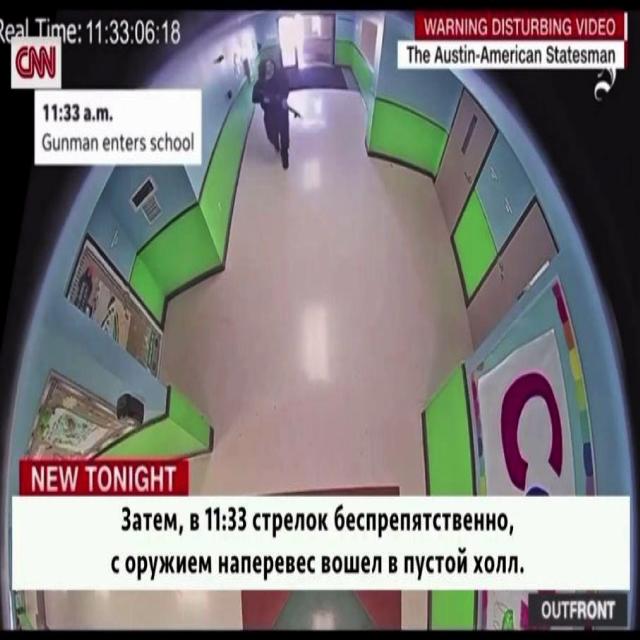 Real Time: 11:33:06:18
WARNING DISTURBING VIDEO
CNN
The Austin-American Statesman
11:33 a.m.
Gunman enters school
C
NEW TONIGHT
Затем, в 11:33 стрелок беспрепятственно,
с оружием наперевес вошел в пустой холл.
OUTFRONT